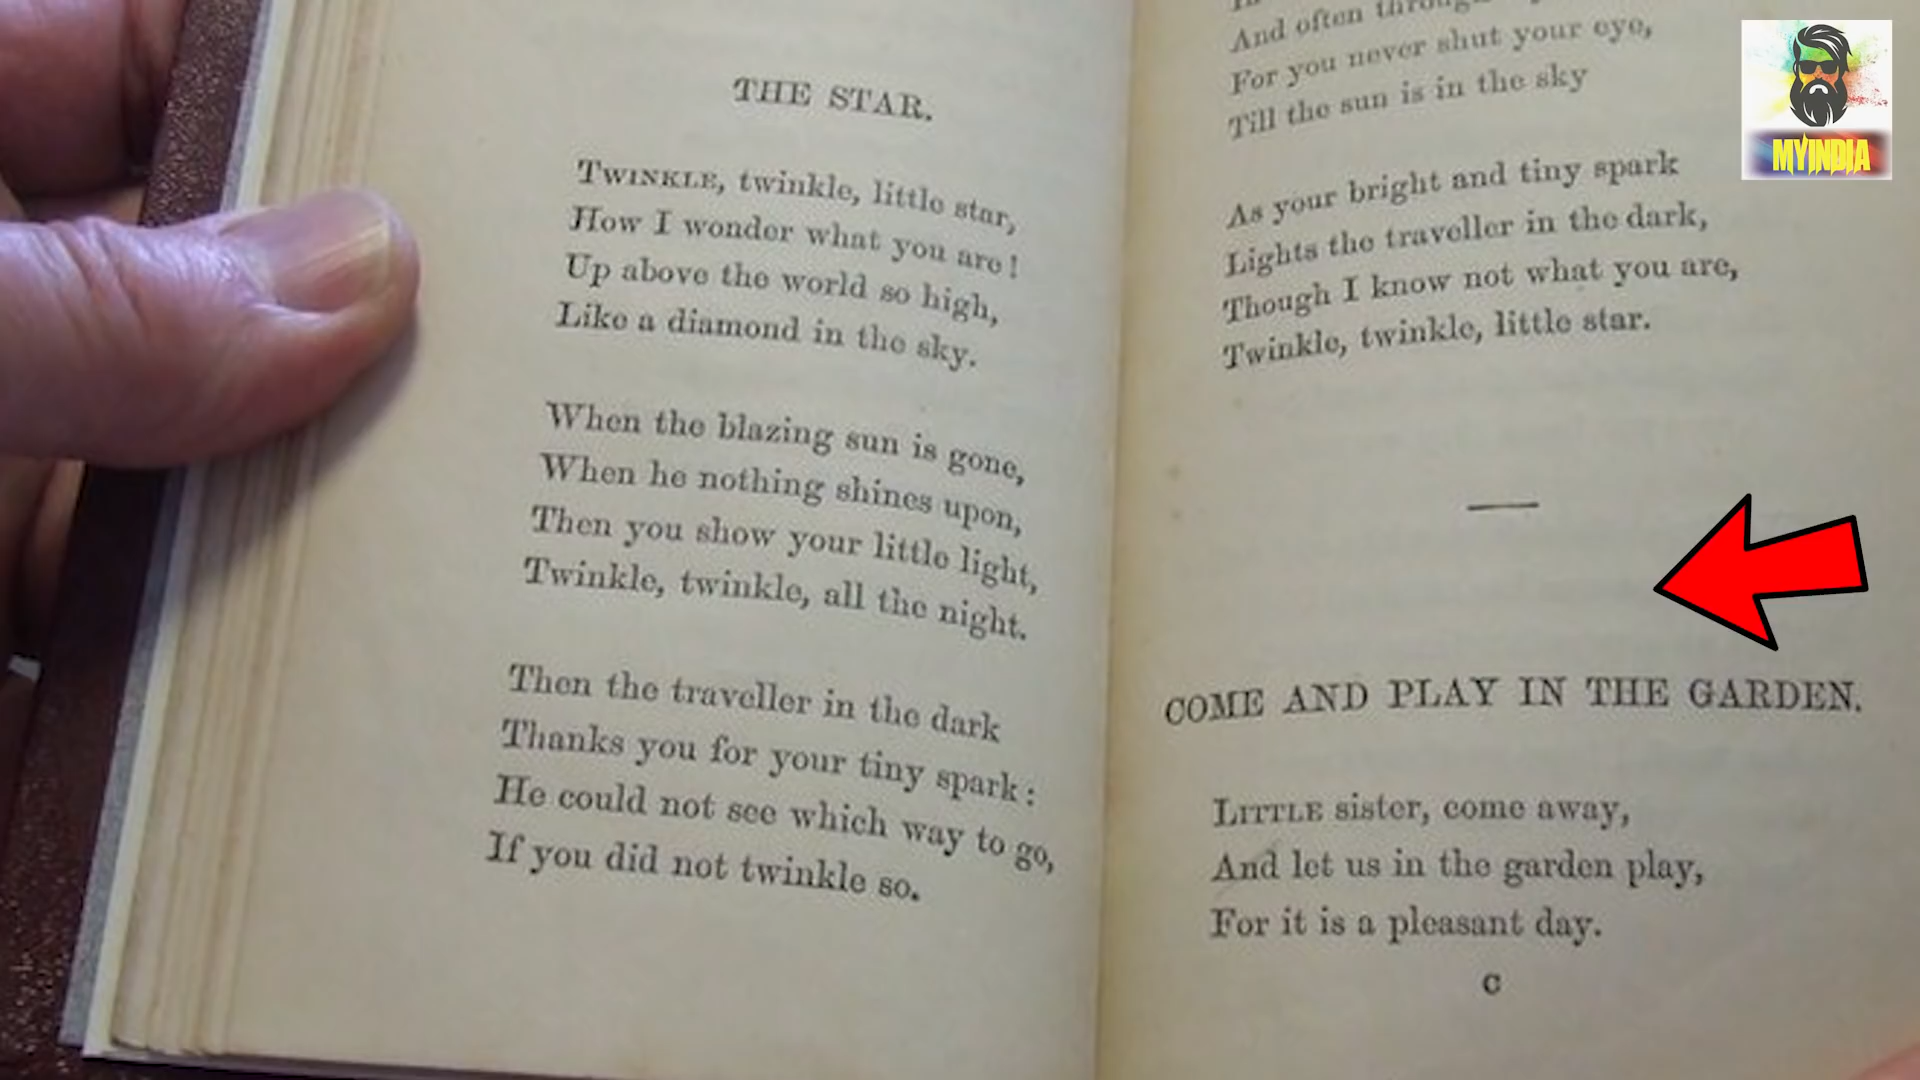 THE STAR.
TWINKLE, twinkle, little star,
How I wonder what you are!
Up above the world so high,
Like a diamond in the sky.
When the blazing sun is gone,
When he nothing shines upon,
Then you show your little light,
Twinkle, twinkle, all the night.
Then the traveller in the dark
Thanks you for your tiny spark:
He could not see which way to go,
If you did not twinkle so.
And often through
For you never shut your eye,
Till the sun is in the sky
As your bright and tiny spark
Lights the traveller in the dark,
Though I know not what you are,
Twinkle, twinkle, little star.
COME AND PLAY IN THE GARDEN.
LITTLE sister, come away,
And let us in the garden play,
For it is a pleasant day.
C
MYINDIA